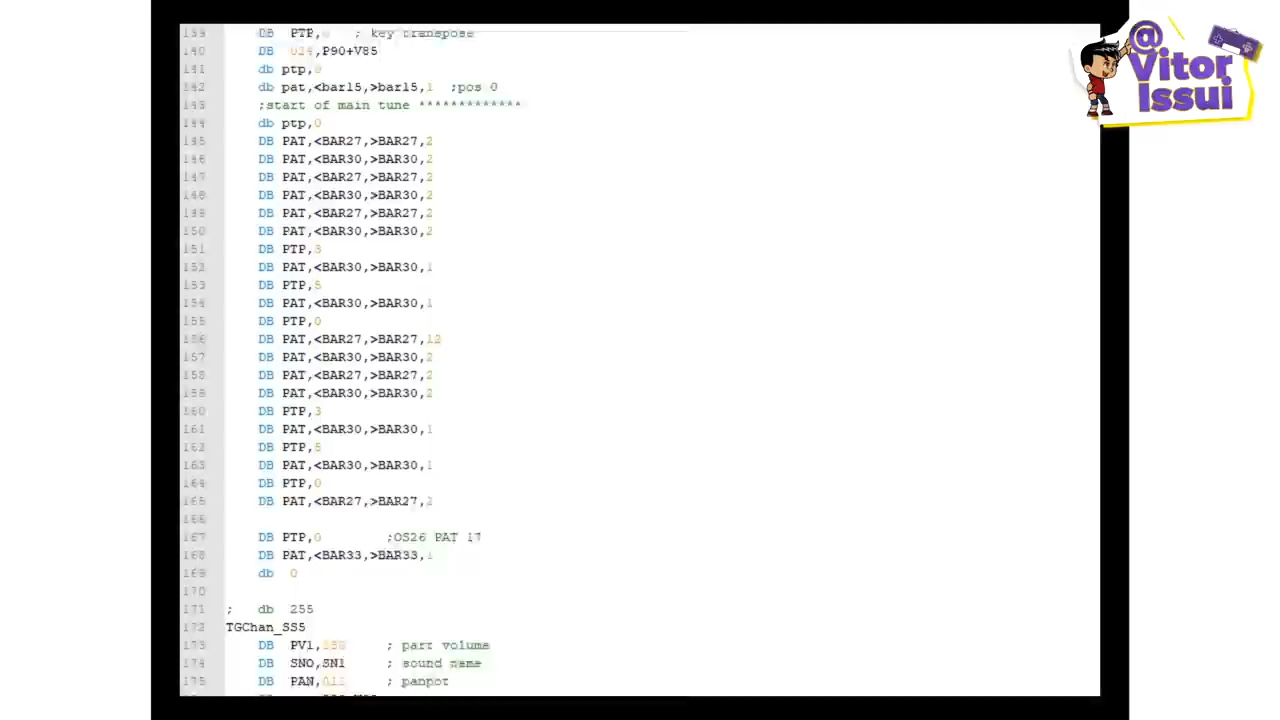 @
Vitor
Issui
139 DB PTP, ; key transpose
140 DB 024,P90+V85
141 db ptp,0
142 db pat,<bar15,>bar15,1 ;pos 0
143 ;start of main tune *************
144 db ptp,0
145 DB PAT,<BAR27,>BAR27,2
146 DB PAT,<BAR30,>BAR30,2
147 DB PAT,<BAR27,>BAR27,2
148 DB PAT,<BAR30,>BAR30,2
149 DB PAT,<BAR27,>BAR27,2
150 DB PAT,<BAR30,>BAR30,2
151 DB PTP,3
152 DB PAT,<BAR30,>BAR30,1
153 DB PTP,5
154 DB PAT,<BAR30,>BAR30,1
155 DB PTP,0
156 DB PAT,<BAR27,>BAR27,12
157 DB PAT,<BAR30,>BAR30,2
158 DB PAT,<BAR27,>BAR27,2
159 DB PAT,<BAR30,>BAR30,2
160 DB PTP,3
161 DB PAT,<BAR30,>BAR30,1
162 DB PTP,5
163 DB PAT,<BAR30,>BAR30,1
164 DB PTP,0
165 DB PAT,<BAR27,>BAR27,2
166
167 DB PTP,0 ;OS26 PAT 17
168 DB PAT,<BAR33,>BAR33,1
169 db 0
170
171 ; db 255
172 TGChan_SS5
173 DB PV1, ; part volume
174 DB SNO,SN1 ; sound name
175 DB PAN, ; panpot